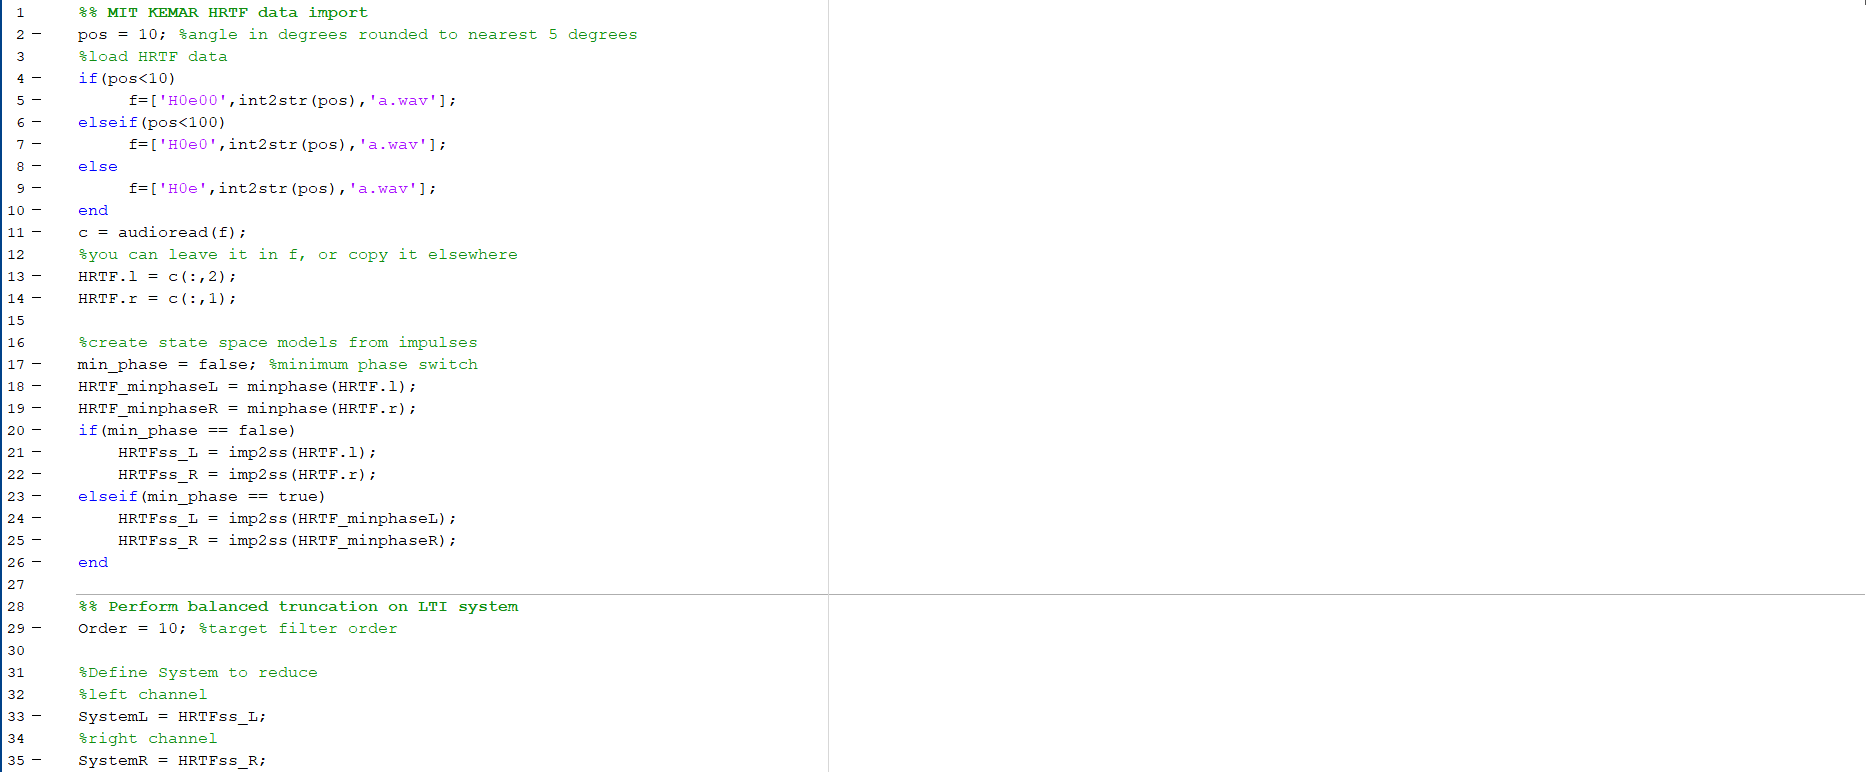 1 %% MIT KEMAR HRTF data import
2 pos = 10; %angle in degrees rounded to nearest 5 degrees
3 %load HRTF data
4 if(pos<10)
5 f=['H0e00',int2str(pos),'a.wav'];
6 elseif(pos<100)
7 f=['H0e0',int2str(pos),'a.wav'];
8 else
9 f=['H0e',int2str(pos),'a.wav'];
10 end
11 c = audioread(f);
12 %you can leave it in f, or copy it elsewhere
13 HRTF.l = c(:,2);
14 HRTF.r = c(:,1);
15
16 %create state space models from impulses
17 min_phase = false; %minimum phase switch
18 HRTF_minphaseL = minphase(HRTF.l);
19 HRTF_minphaseR = minphase(HRTF.r);
20 if(min_phase == false)
21 HRTFss_L = imp2ss(HRTF.l);
22 HRTFss_R = imp2ss(HRTF.r);
23 elseif(min_phase == true)
24 HRTFss_L = imp2ss(HRTF_minphaseL);
25 HRTFss_R = imp2ss(HRTF_minphaseR);
26 end
27
28 %% Perform balanced truncation on LTI system
29 Order = 10; %target filter order
30
31 %Define System to reduce
32 %left channel
33 SystemL = HRTFss_L;
34 %right channel
35 SystemR = HRTFss_R;